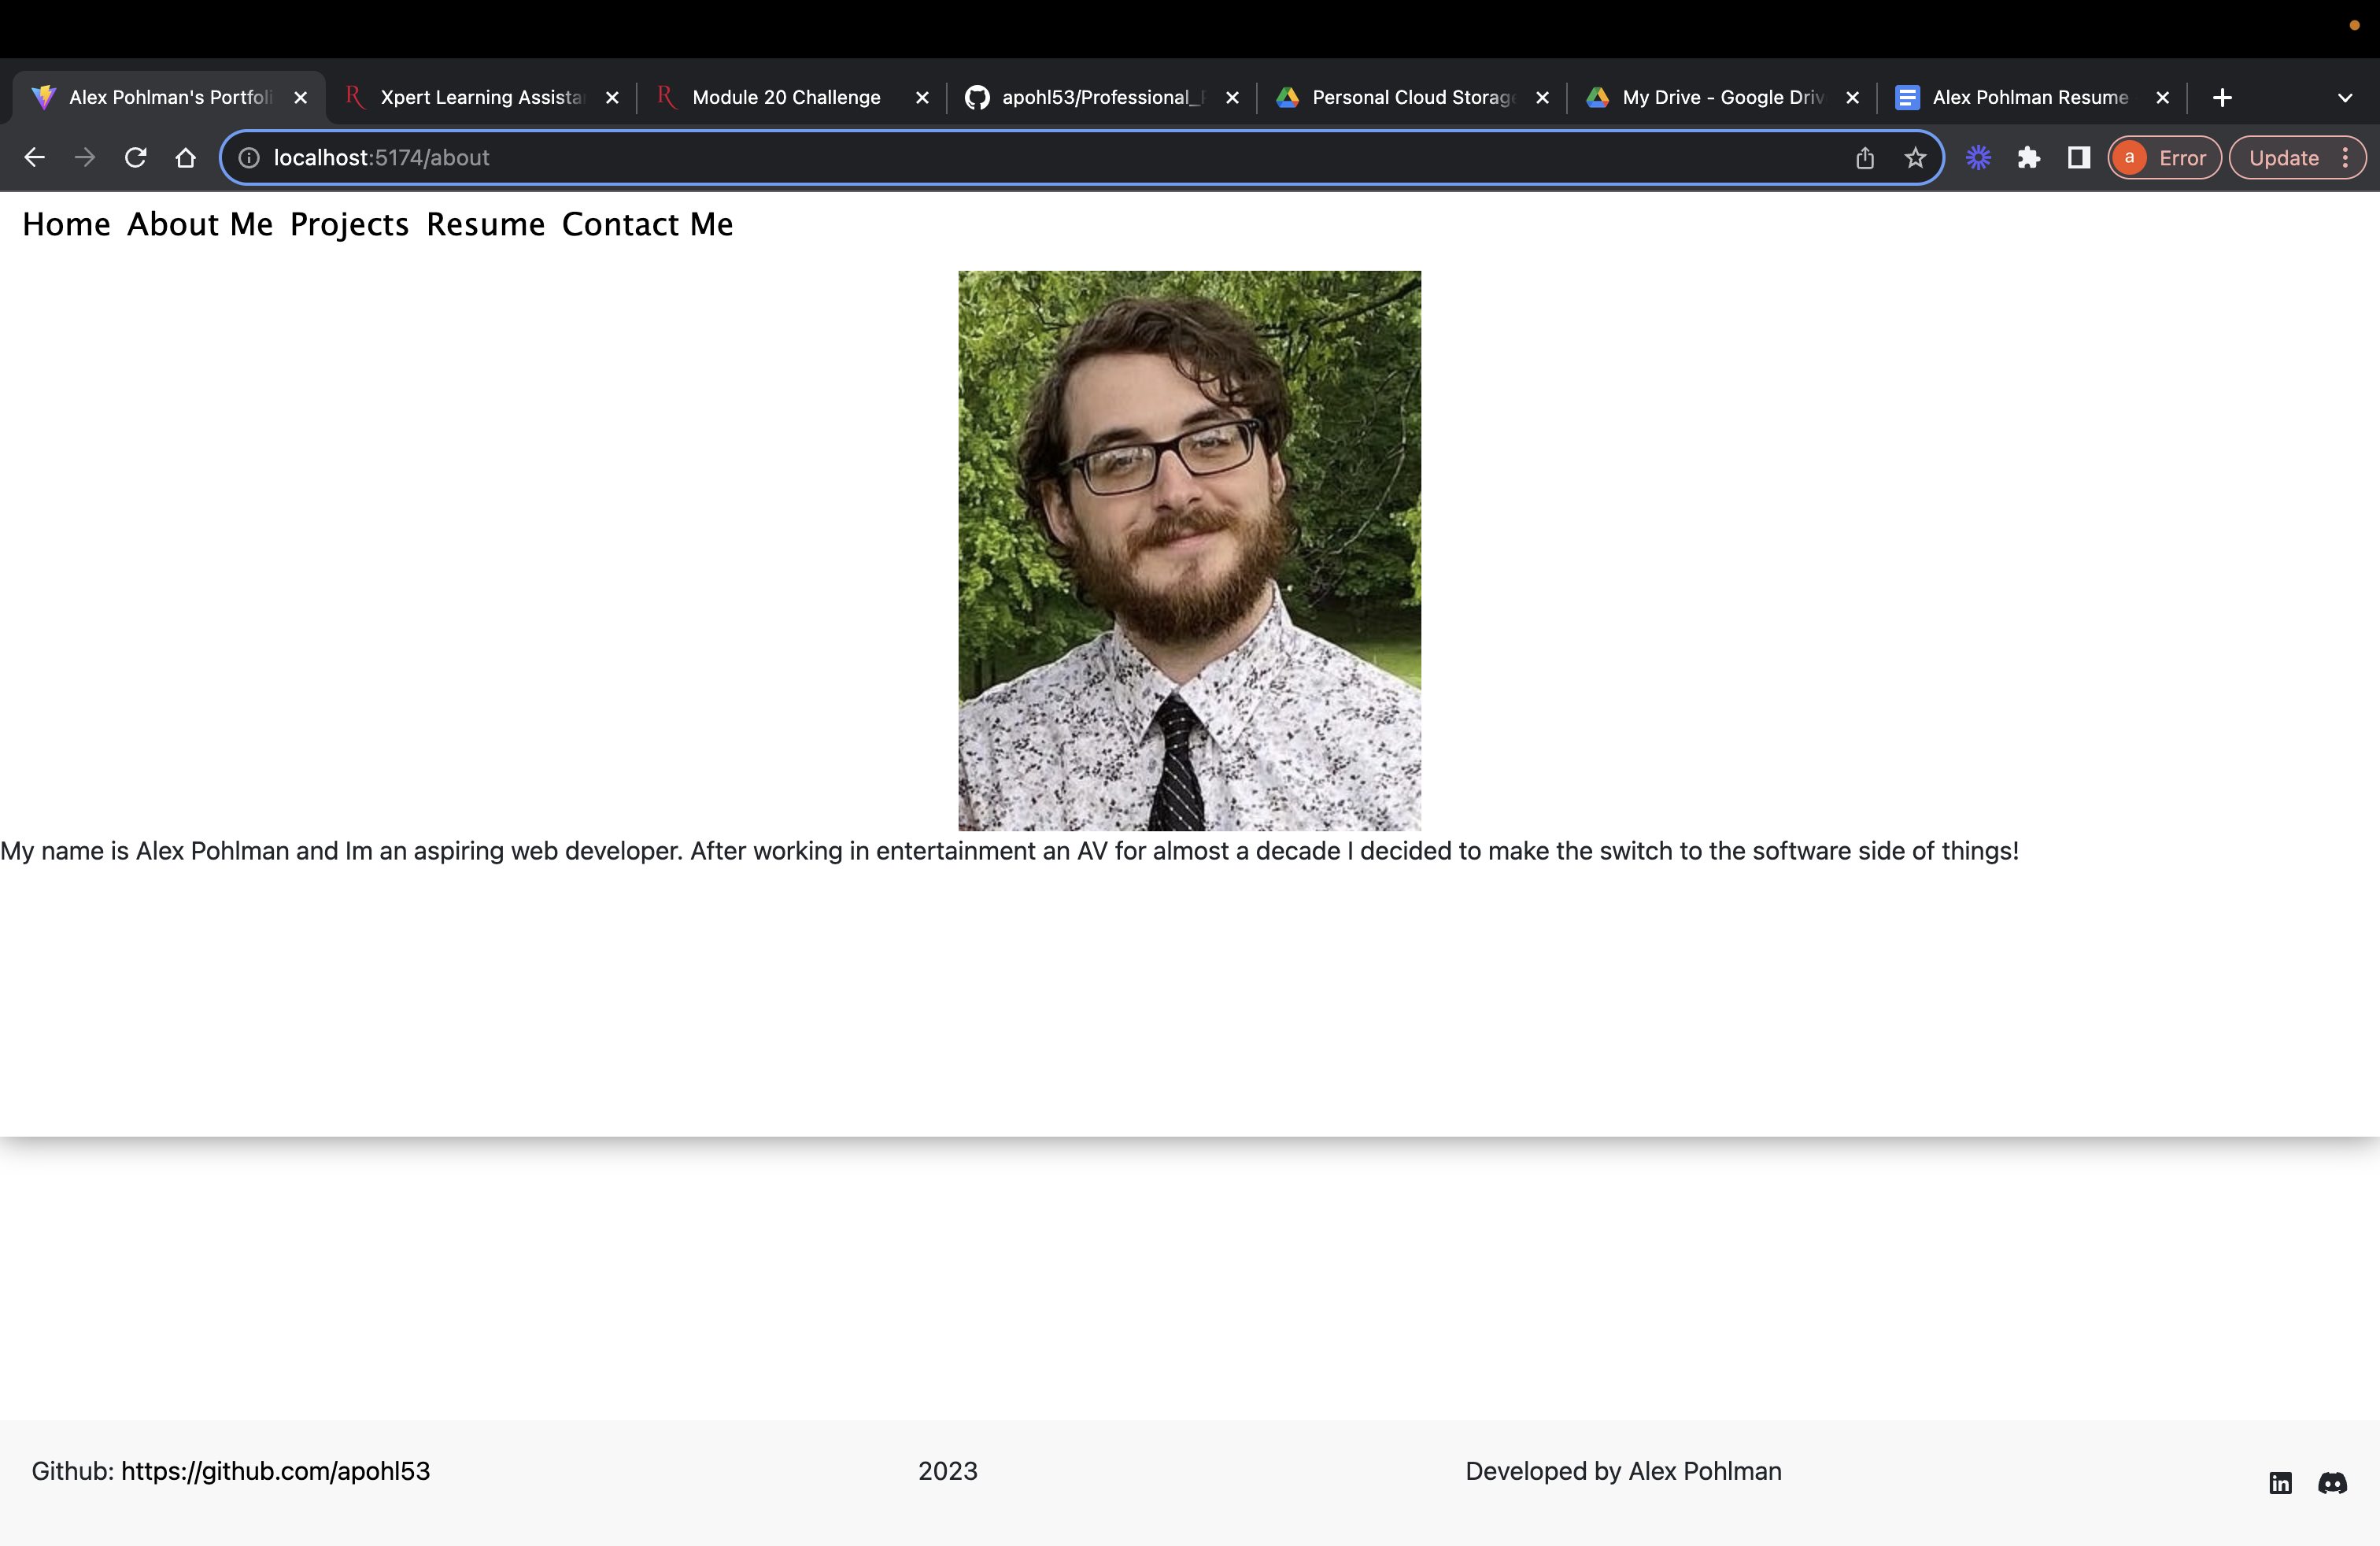 Alex Pohlman's Portfoli
Xpert Learning Assista
Module 20 Challenge
apohl53/Professional_P
Personal Cloud Storage
My Drive - Google Driv
Alex Pohlman Resume
localhost:5174/about
a
Error
Update
Home About Me Projects Resume Contact Me
My name is Alex Pohlman and Im an aspiring web developer. After working in entertainment an AV for almost a decade I decided to make the switch to the software side of things!
Github: https://github.com/apohl53
2023
Developed by Alex Pohlman
in